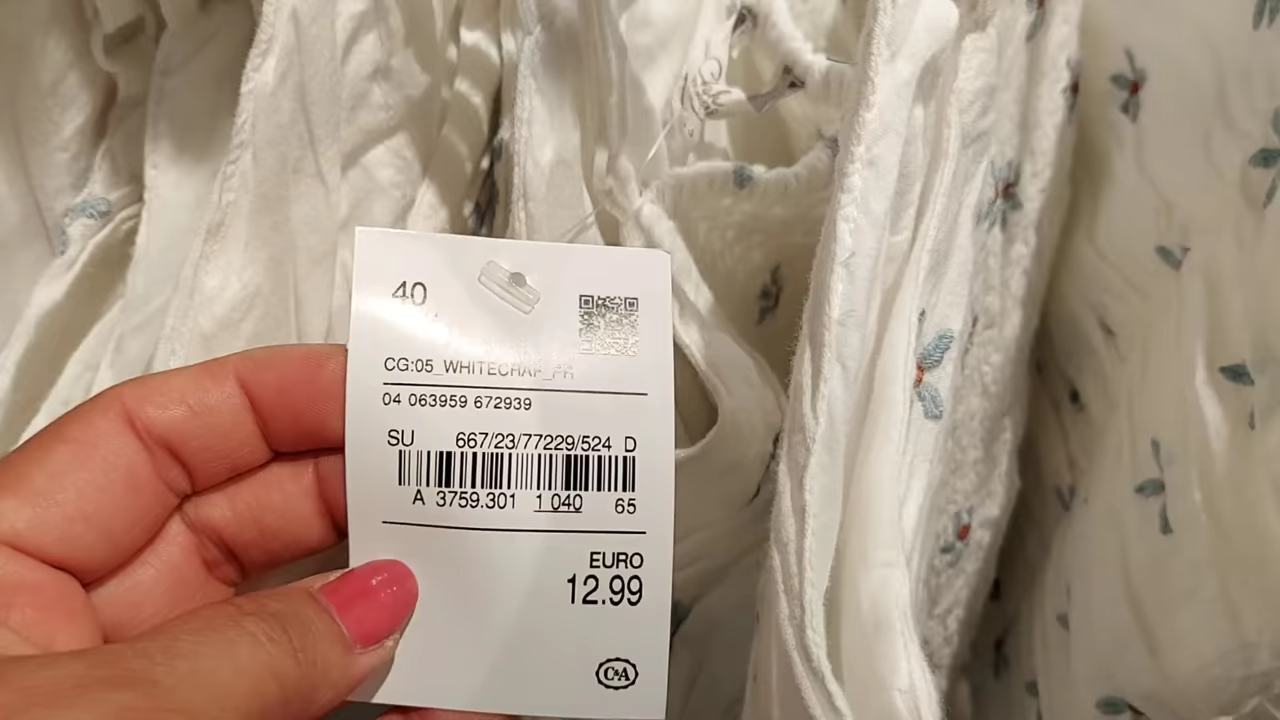 40
CG:05_WHITECHAP_PR
04 063959 672939
SU 667/23/77229/524 D
A 3759.301 1 040 65
EURO
12.99
C&A